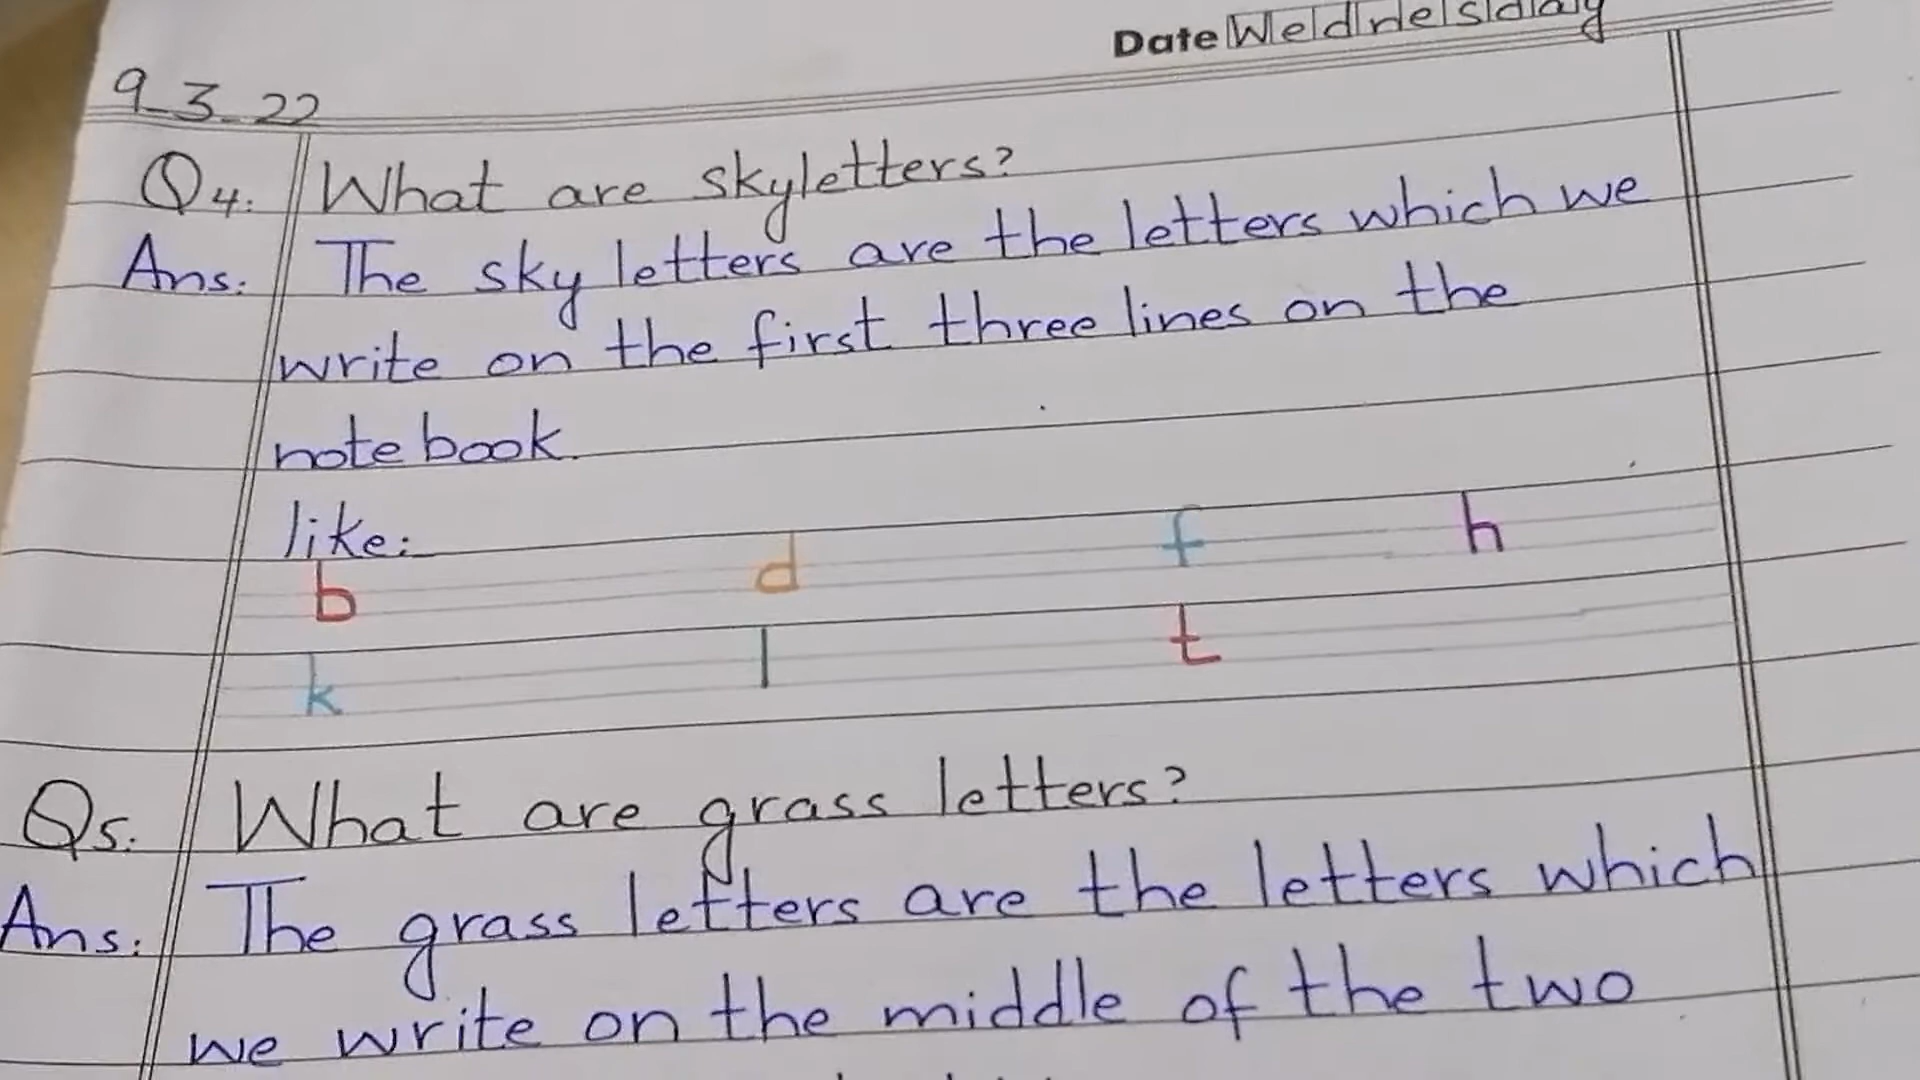 Date Wednesday
9-3-22
Q4. What are skyletters?
Ans: The sky letters are the letters which we
write on the first three lines on the
note book.
like:
b d f h
k l t
Q5. What are grass letters?
Ans: The grass letters are the letters which
we write on the middle of the two